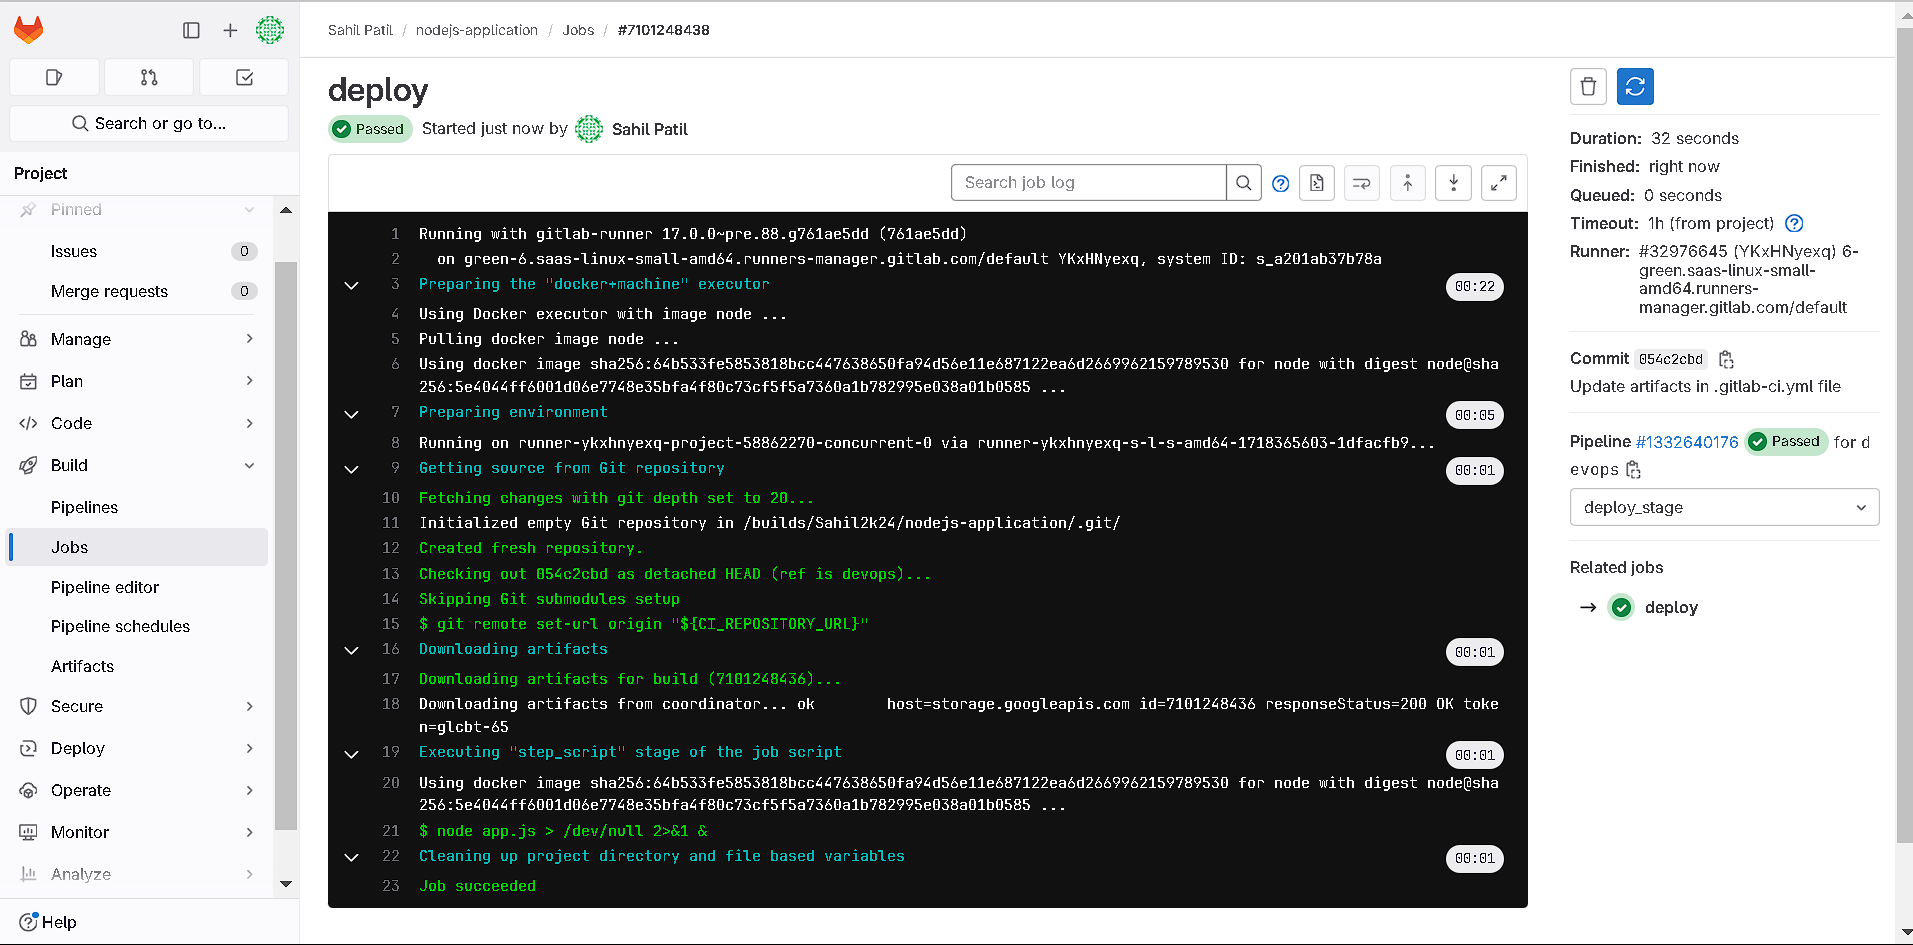 Sahil Patil / nodejs-application / Jobs / #7101248438
Search or go to...
Project
Pinned
Issues 0
Merge requests 0
Manage
Plan
Code
Build
Pipelines
Jobs
Pipeline editor
Pipeline schedules
Artifacts
Secure
Deploy
Operate
Monitor
Analyze
Help
deploy
Passed Started just now by Sahil Patil
Search job log
1 Running with gitlab-runner 17.0.0~pre.88.g761ae5dd (761ae5dd)
2 on green-6.saas-linux-small-amd64.runners-manager.gitlab.com/default YKxHNyexq, system ID: s_a201ab37b78a
3 Preparing the "docker+machine" executor 00:22
4 Using Docker executor with image node ...
5 Pulling docker image node ...
6 Using docker image sha256:64b533fe5853818bcc447638650fa94d56e11e687122ea6d2669962159789530 for node with digest node@sha
256:5e4044ff6001d06e7748e35bfa4f80c73cf5f5a7360a1b782995e038a01b0585 ...
7 Preparing environment 00:05
8 Running on runner-ykxhnyexq-project-58862270-concurrent-0 via runner-ykxhnyexq-s-l-s-amd64-1718365603-1dfacfb9...
9 Getting source from Git repository 00:01
10 Fetching changes with git depth set to 20...
11 Initialized empty Git repository in /builds/Sahil2k24/nodejs-application/.git/
12 Created fresh repository.
13 Checking out 054c2cbd as detached HEAD (ref is devops)...
14 Skipping Git submodules setup
15 $ git remote set-url origin "${CI_REPOSITORY_URL}"
16 Downloading artifacts 00:01
17 Downloading artifacts for build (7101248436)...
18 Downloading artifacts from coordinator... ok host=storage.googleapis.com id=7101248436 responseStatus=200 OK toke
n=glcbt-65
19 Executing "step_script" stage of the job script 00:01
20 Using docker image sha256:64b533fe5853818bcc447638650fa94d56e11e687122ea6d2669962159789530 for node with digest node@sha
256:5e4044ff6001d06e7748e35bfa4f80c73cf5f5a7360a1b782995e038a01b0585 ...
21 $ node app.js > /dev/null 2>&1 &
22 Cleaning up project directory and file based variables 00:01
23 Job succeeded
Duration: 32 seconds
Finished: right now
Queued: 0 seconds
Timeout: 1h (from project)
Runner: #32976645 (YKxHNyexq) 6-
green.saas-linux-small-
amd64.runners-
manager.gitlab.com/default
Commit 054c2cbd
Update artifacts in .gitlab-ci.yml file
Pipeline #1332640176 Passed for d
evops
deploy_stage
Related jobs
deploy